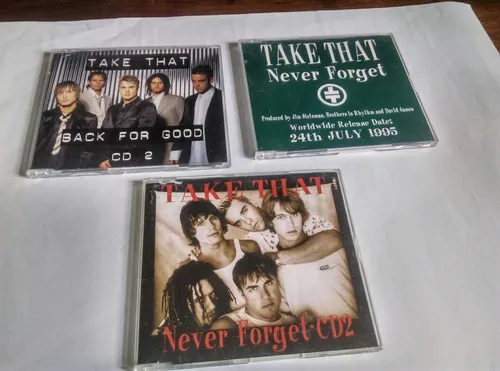 TAKE THAT
BACK FOR GOOD
CD 2
TAKE THAT
Never Forget
Produced by Jim Steinman, Brothers in Rhythm and David James
Worldwide Release Date:
24th JULY 1995
TAKE THAT
Never Forget CD2